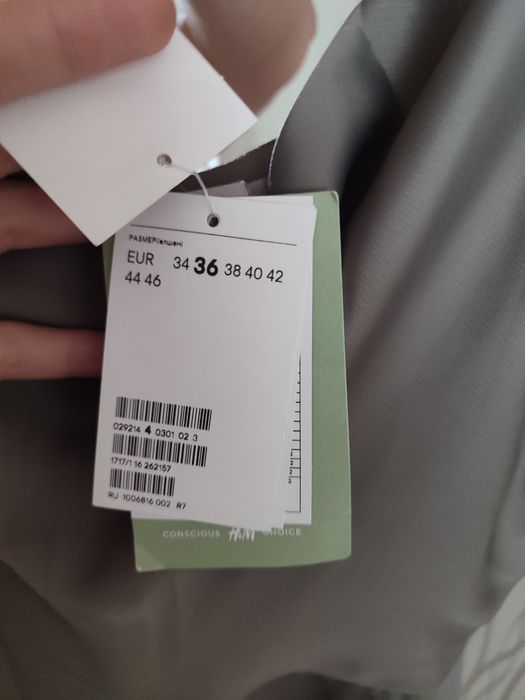 РАЗМЕР/өлшемі
EUR 34 36 38 40 42
44 46
029214 4 0301 02 3
1717/1 16 262157
RU 1006816 002 R7
CONSCIOUS H&M CHOICE